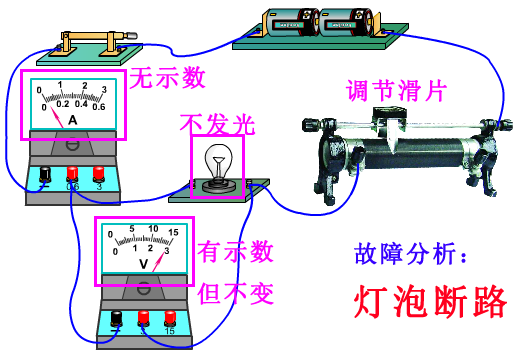 无示数
调节滑片
0 1 2 3
0 0.2 0.4 0.6
A
不发光
- 0.6 3
0 5 10 15
0 1 2 3
V
有示数
但不变
- 3 15
故障分析：
灯泡断路